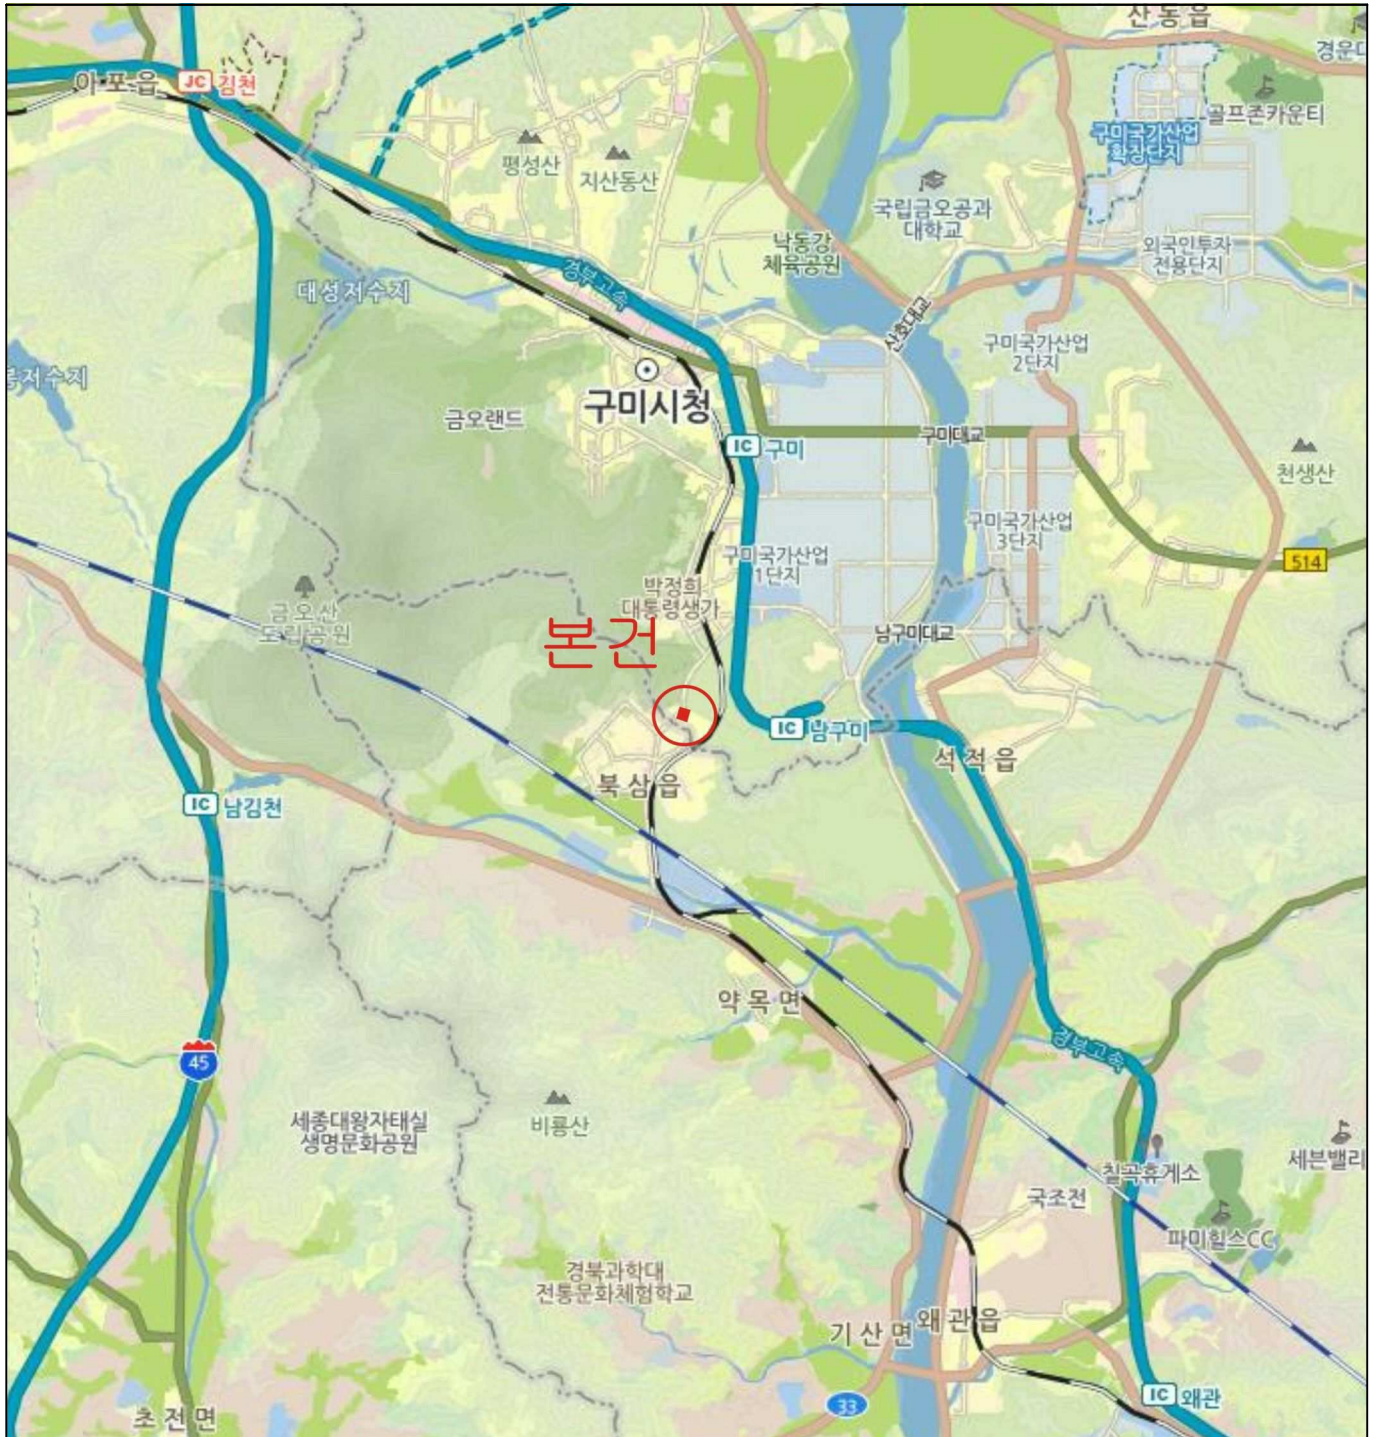 산동읍
경운대
아포읍
JC 김천
골프존카운티
구미국가산업
확장단지
평성산
지산동산
국립금오공과
대학교
낙동강
체육공원
외국인투자
전용단지
대성저수지
경부고속
산호대교
구미국가산업
2단지
봉저수지
구미시청
금오랜드
IC 구미
구미대교
천생산
구미국가산업
3단지
구미국가산업
1단지
514
박정희
대통령생가
금오산
도립공원
남구미대교
본건
IC 남구미
석적읍
북삼읍
IC 남김천
약목면
경부고속
45
세종대왕자태실
생명문화공원
비룡산
칠곡휴게소
세븐밸리
국조전
파미힐스CC
경북과학대
전통문화체험학교
기산면
왜관읍
33
IC 왜관
초전면